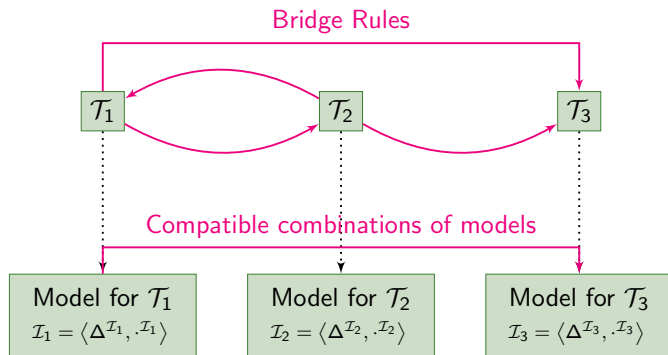 Bridge Rules
𝒯₁ 𝒯₂ 𝒯₃
Compatible combinations of models
Model for 𝒯₁
ℐ₁ = ⟨Δ^ℐ₁, ·^ℐ₁⟩
Model for 𝒯₂
ℐ₂ = ⟨Δ^ℐ₂, ·^ℐ₂⟩
Model for 𝒯₃
ℐ₃ = ⟨Δ^ℐ₃, ·^ℐ₃⟩